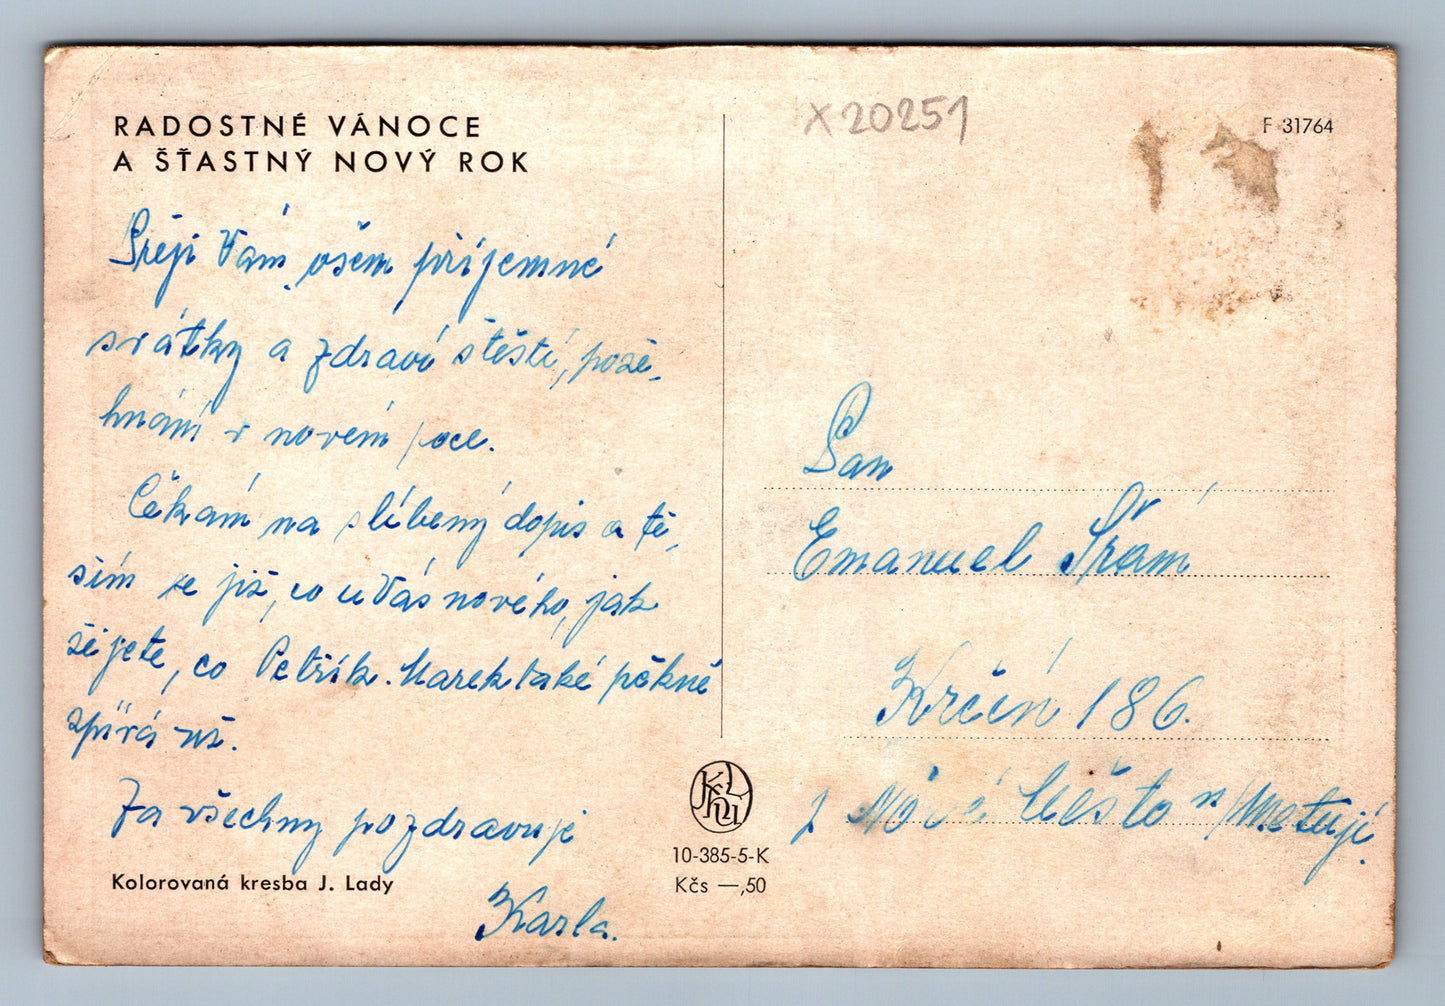 RADOSTNÉ VÁNOCE
A ŠŤASTNÝ NOVÝ ROK
Přeji Vám všem příjemné
svátky a zdraví štěstí, pože-
hnání v novém roce.
Čekám na slíbený dopis a tě-
ším se již, co u Vás nového, jak
žijete, co Petřík. Marek také pěkně
zpívá už.
Za všechny pozdravuje
Karla.
Kolorovaná kresba J. Lady
10-385-5-K
Kčs —,50
X20251
F 31764
Pan
Emanuel Šrám
Krčín 186.
Nové Město n/Metují.